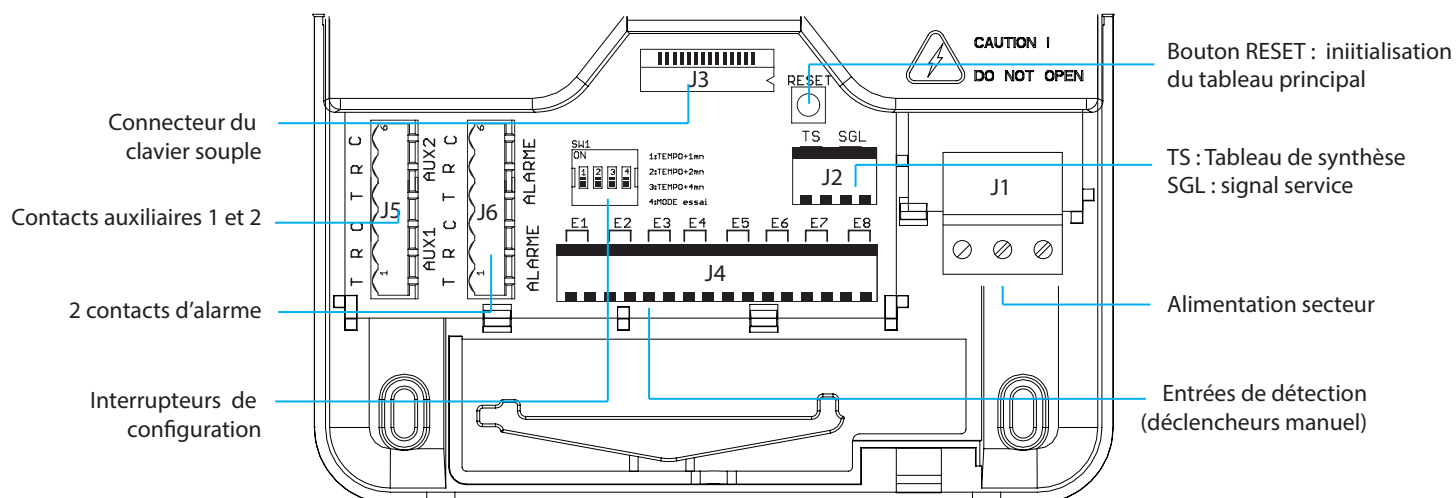 CAUTION !
DO NOT OPEN
Bouton RESET : iniitialisation
du tableau principal
J3
RESET
Connecteur du
clavier souple
SW1
ON
1 2 3 4
1:TEMPO+1mn
2:TEMPO+2mn
3:TEMPO+4mn
4:MODE essai
TS SGL
J2
TS : Tableau de synthèse
SGL : signal service
J1
Contacts auxiliaires 1 et 2
T R C T R C
6
J5
1
AUX1 AUX2
T R C T R C
6
J6
1
ALARME ALARME
E1 E2 E3 E4 E5 E6 E7 E8
J4
2 contacts d’alarme
Alimentation secteur
Interrupteurs de
configuration
Entrées de détection
(déclencheurs manuel)